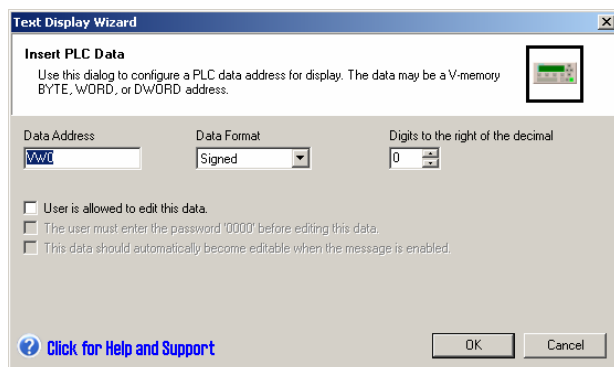 Text Display Wizard
Insert PLC Data
Use this dialog to configure a PLC data address for display. The data may be a V-memory
BYTE, WORD, or DWORD address.
Data Address Data Format Digits to the right of the decimal
VW0 Signed 0
User is allowed to edit this data.
The user must enter the password '0000' before editing this data.
This data should automatically become editable when the message is enabled.
Click for Help and Support OK Cancel